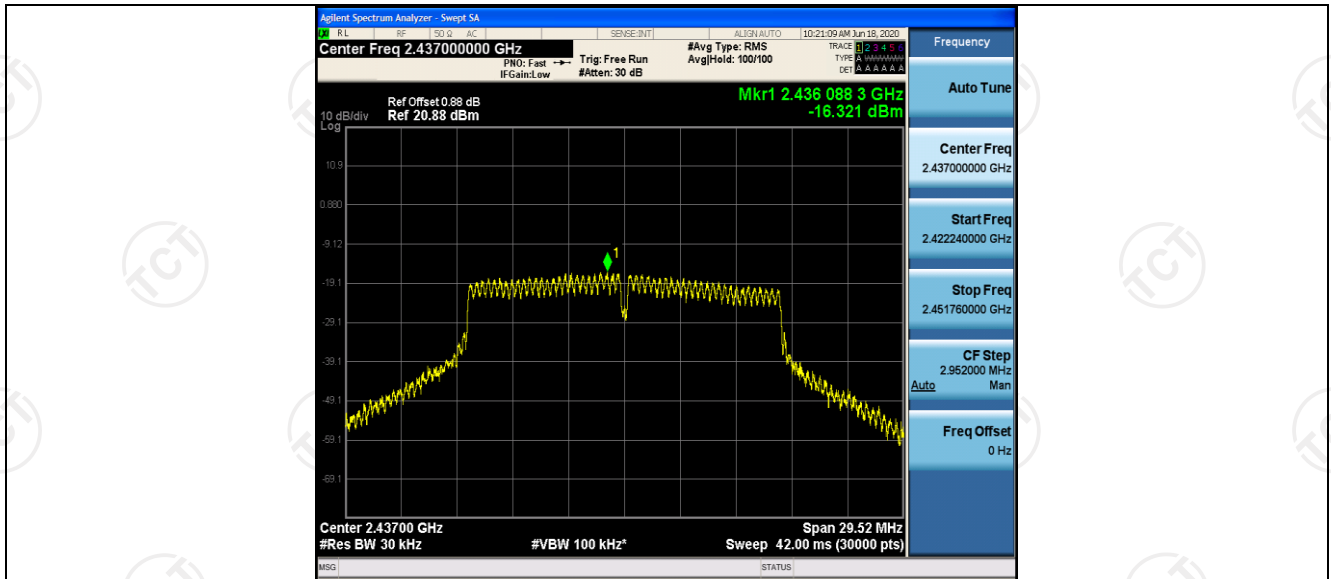 Agilent Spectrum Analyzer - Swept SA
RL RF 50 Ω AC SENSE:INT ALIGN AUTO 10:21:09 AM Jun 18, 2020
Center Freq 2.437000000 GHz
PNO: Fast
IFGain:Low
Trig: Free Run
#Atten: 30 dB
#Avg Type: RMS
Avg|Hold: 100/100
TRACE 1 2 3 4 5 6
TYPE A
DET A A A A A A
Ref Offset 0.88 dB
10 dB/div Ref 20.88 dBm
Log
Mkr1 2.436 088 3 GHz
-16.321 dBm
10.9
0.880
-9.12
-19.1
-29.1
-39.1
-49.1
-59.1
-69.1
1
Center 2.43700 GHz Span 29.52 MHz
#Res BW 30 kHz #VBW 100 kHz* Sweep 42.00 ms (30000 pts)
MSG STATUS
Frequency
Auto Tune
Center Freq
2.437000000 GHz
Start Freq
2.422240000 GHz
Stop Freq
2.451760000 GHz
CF Step
2.952000 MHz
Auto Man
Freq Offset
0 Hz
TCT
TCT